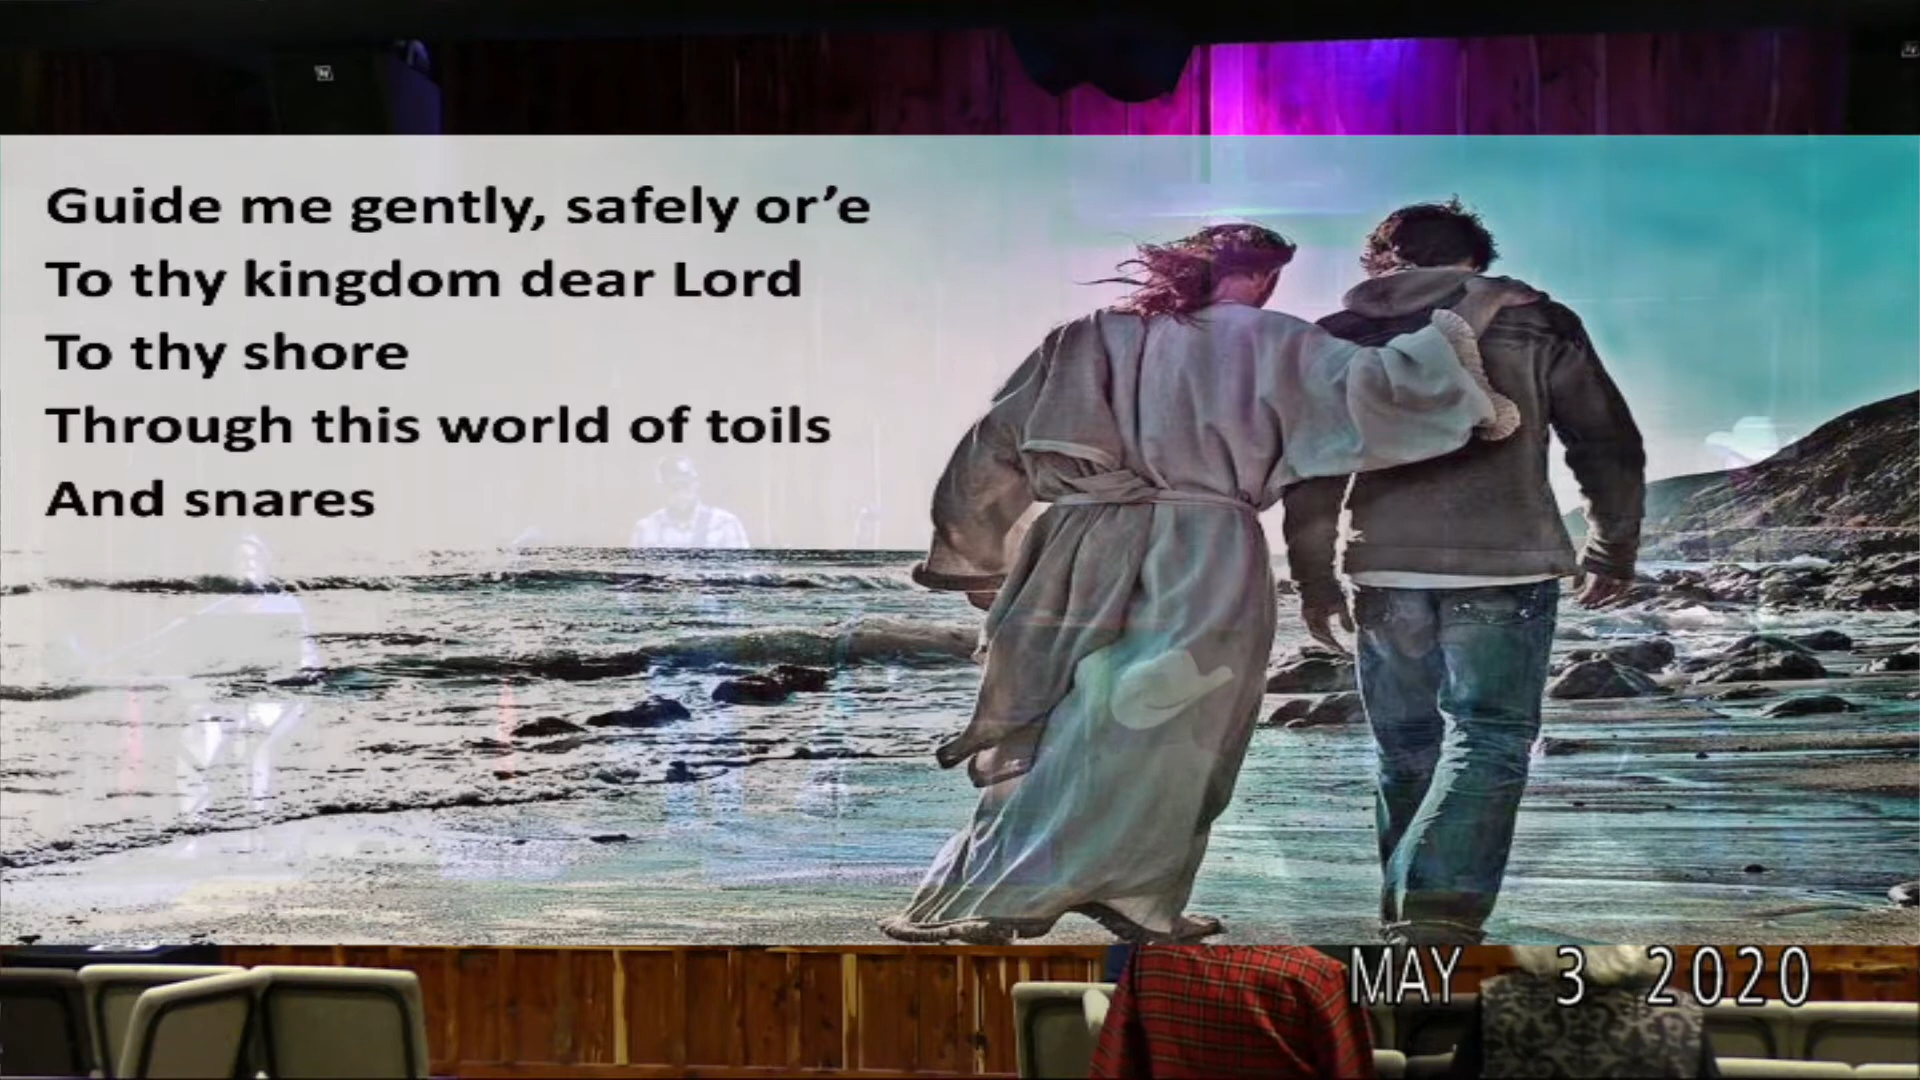 Guide me gently, safely or’e
To thy kingdom dear Lord
To thy shore
Through this world of toils
And snares
MAY 3 2020